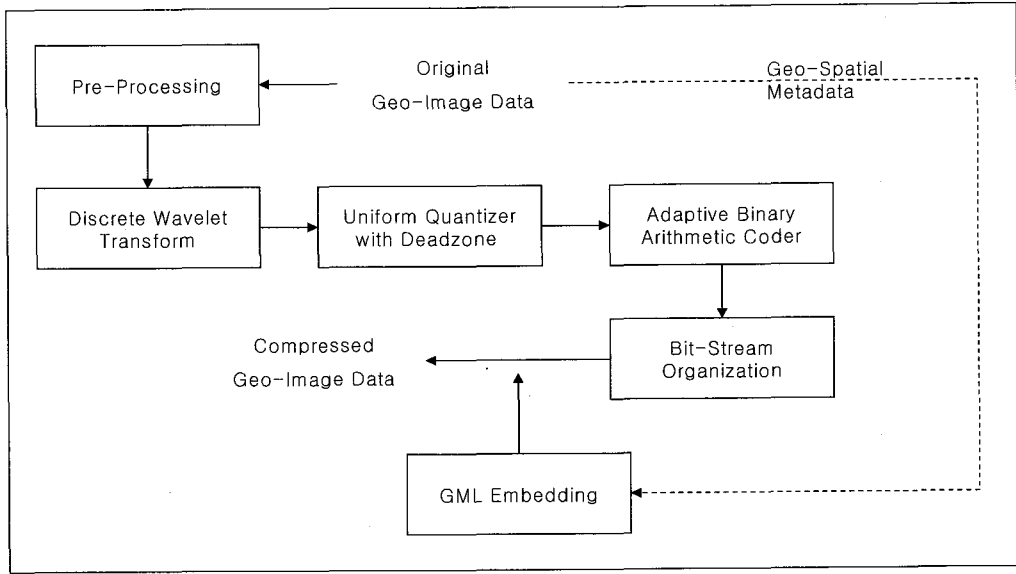 Pre-Processing
Original
Geo-Image Data
Geo-Spatial
Metadata
Discrete Wavelet
Transform
Uniform Quantizer
with Deadzone
Adaptive Binary
Arithmetic Coder
Compressed
Geo-Image Data
Bit-Stream
Organization
GML Embedding